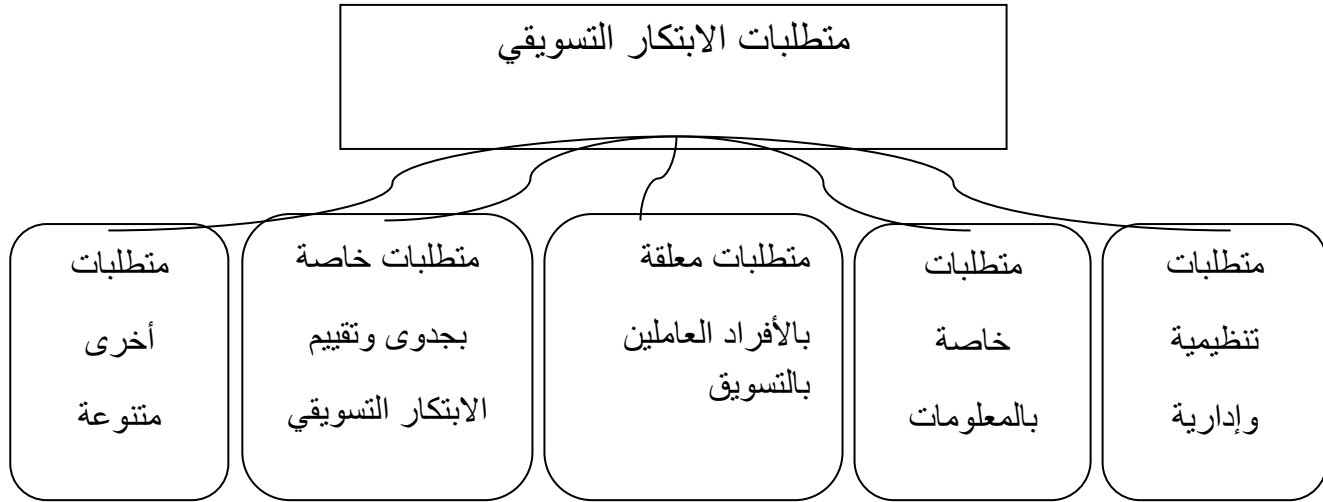 متطلبات الابتكار التسويقي
متطلبات
تنظيمية
وإدارية
متطلبات
خاصة
بالمعلومات
متطلبات معلقة
بالأفراد العاملين
بالتسويق
متطلبات خاصة
بجدوى وتقييم
الابتكار التسويقي
متطلبات
أخرى
متنوعة